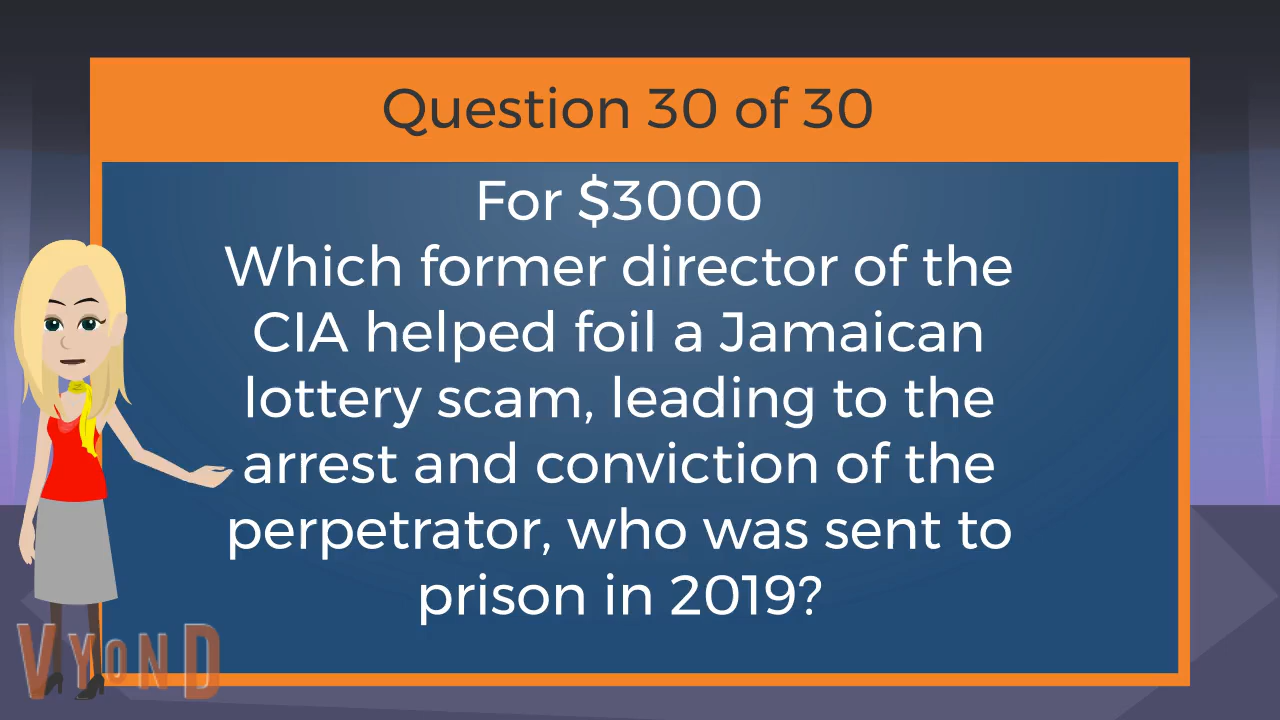 Question 30 of 30
For $3000
Which former director of the
CIA helped foil a Jamaican
lottery scam, leading to the
arrest and conviction of the
perpetrator, who was sent to
prison in 2019?
VYOND